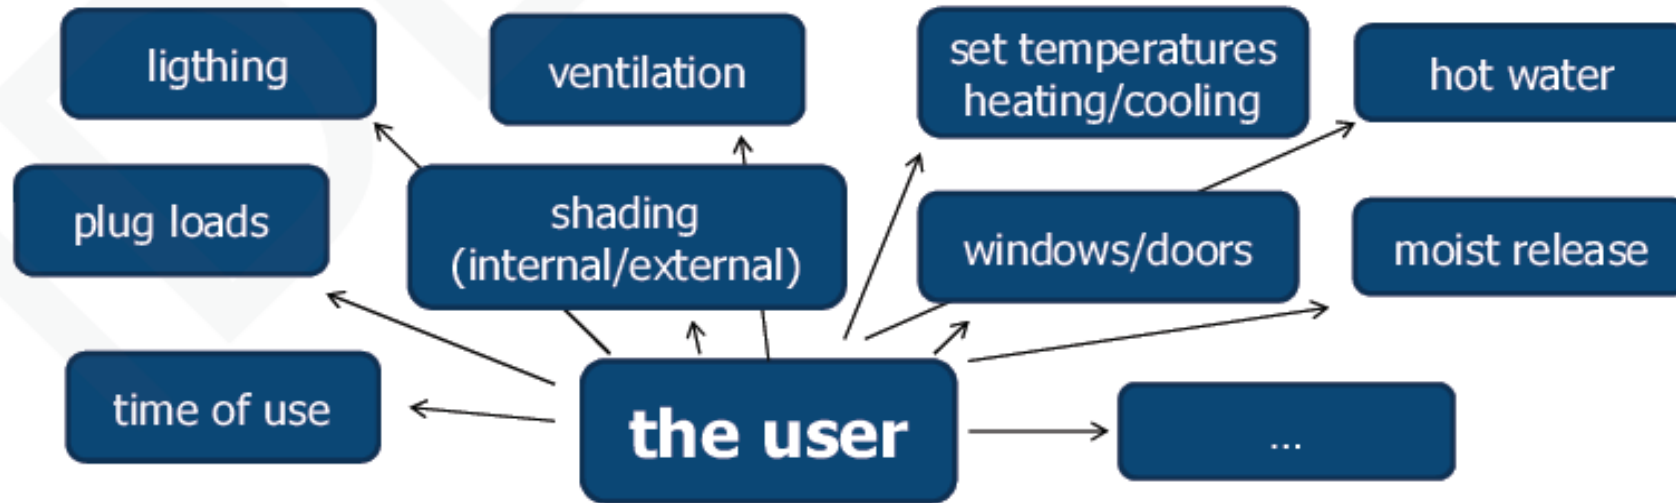 ligthing
ventilation
set temperatures
heating/cooling
hot water
plug loads
shading
(internal/external)
windows/doors
moist release
time of use
the user
...